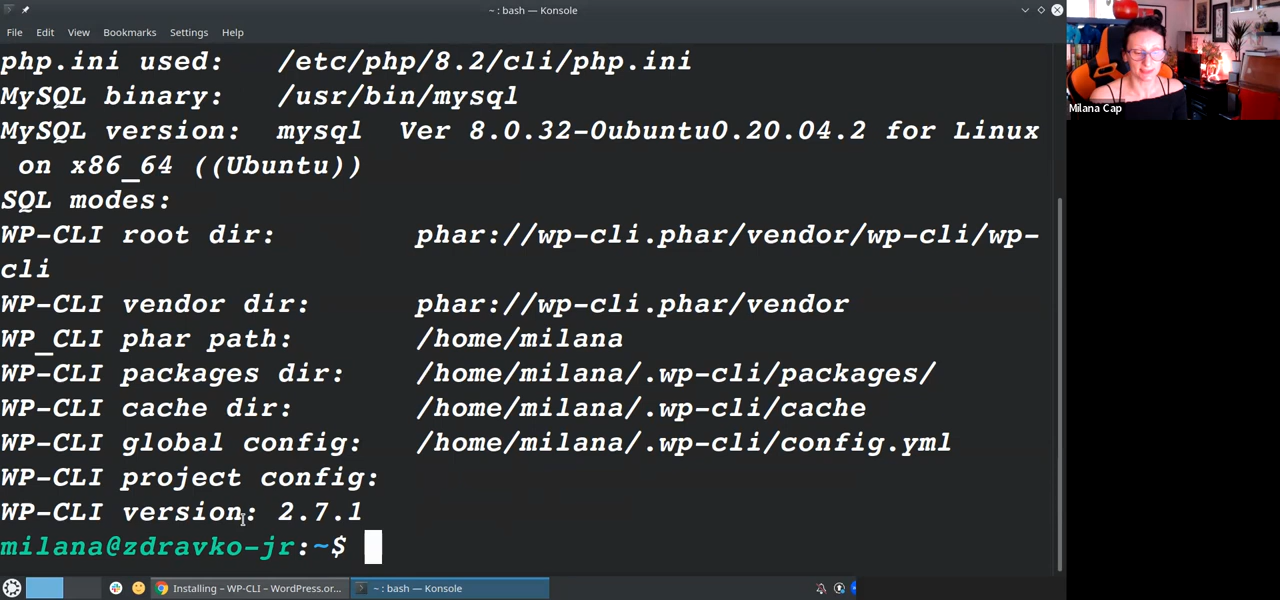 ~ : bash — Konsole
File Edit View Bookmarks Settings Help
php.ini used: /etc/php/8.2/cli/php.ini
MySQL binary: /usr/bin/mysql
MySQL version: mysql Ver 8.0.32-0ubuntu0.20.04.2 for Linux
on x86_64 ((Ubuntu))
SQL modes:
WP-CLI root dir: phar://wp-cli.phar/vendor/wp-cli/wp-
cli
WP-CLI vendor dir: phar://wp-cli.phar/vendor
WP_CLI phar path: /home/milana
WP-CLI packages dir: /home/milana/.wp-cli/packages/
WP-CLI cache dir: /home/milana/.wp-cli/cache
WP-CLI global config: /home/milana/.wp-cli/config.yml
WP-CLI project config:
WP-CLI version: 2.7.1
milana@zdravko-jr:~$
Installing – WP-CLI – WordPress.or... ~ : bash — Konsole
Milana Cap